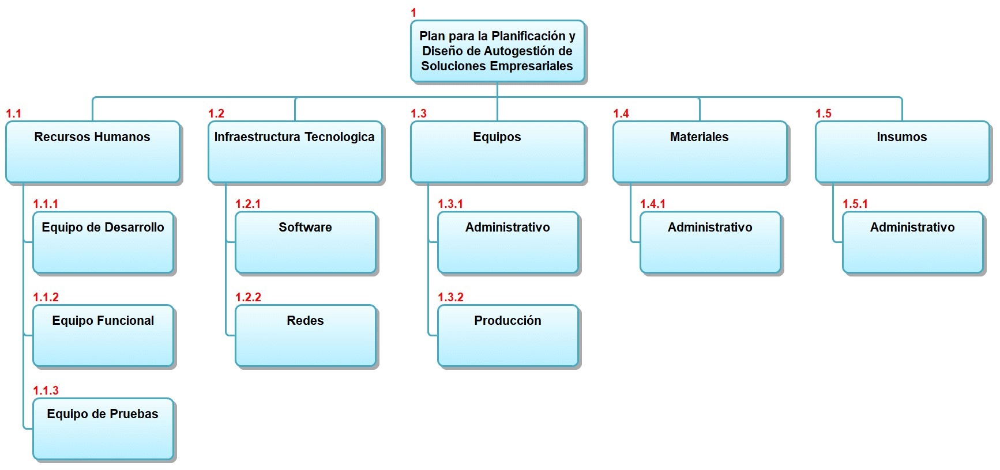 1
Plan para la Planificación y
Diseño de Autogestión de
Soluciones Empresariales
1.1
Recursos Humanos
1.2
Infraestructura Tecnologica
1.3
Equipos
1.4
Materiales
1.5
Insumos
1.1.1
Equipo de Desarrollo
1.2.1
Software
1.3.1
Administrativo
1.4.1
Administrativo
1.5.1
Administrativo
1.1.2
Equipo Funcional
1.2.2
Redes
1.3.2
Producción
1.1.3
Equipo de Pruebas